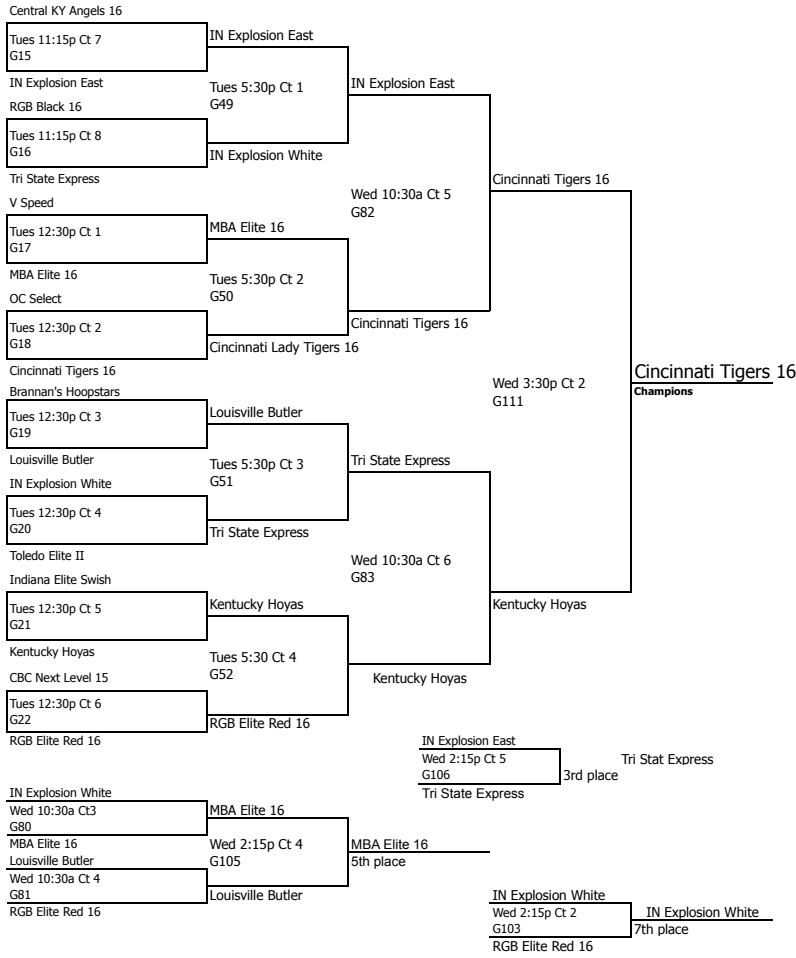 Central KY Angels 16
Tues 11:15p Ct 7
G15
IN Explosion East
IN Explosion East
RGB Black 16
Tues 11:15p Ct 8
G16
Tri State Express
Tues 5:30p Ct 1
G49
IN Explosion White
IN Explosion East
V Speed
Tues 12:30p Ct 1
G17
MBA Elite 16
MBA Elite 16
OC Select
Tues 12:30p Ct 2
G18
Cincinnati Tigers 16
Tues 5:30p Ct 2
G50
Cincinnati Lady Tigers 16
Cincinnati Tigers 16
Wed 10:30a Ct 5
G82
Cincinnati Tigers 16
Brannan's Hoopstars
Tues 12:30p Ct 3
G19
Louisville Butler
Louisville Butler
IN Explosion White
Tues 12:30p Ct 4
G20
Toledo Elite II
Tues 5:30p Ct 3
G51
Tri State Express
Tri State Express
Indiana Elite Swish
Tues 12:30p Ct 5
G21
Kentucky Hoyas
Kentucky Hoyas
CBC Next Level 15
Tues 12:30p Ct 6
G22
RGB Elite Red 16
Tues 5:30 Ct 4
G52
RGB Elite Red 16
Kentucky Hoyas
Wed 10:30a Ct 6
G83
Kentucky Hoyas
Wed 3:30p Ct 2
G111
Cincinnati Tigers 16
Champions
IN Explosion East
Wed 2:15p Ct 5
G106
Tri State Express
Tri Stat Express
3rd place
IN Explosion White
Wed 10:30a Ct3
G80
MBA Elite 16
MBA Elite 16
Louisville Butler
Wed 10:30a Ct 4
G81
RGB Elite Red 16
Wed 2:15p Ct 4
G105
Louisville Butler
MBA Elite 16
5th place
IN Explosion White
Wed 2:15p Ct 2
G103
RGB Elite Red 16
IN Explosion White
7th place